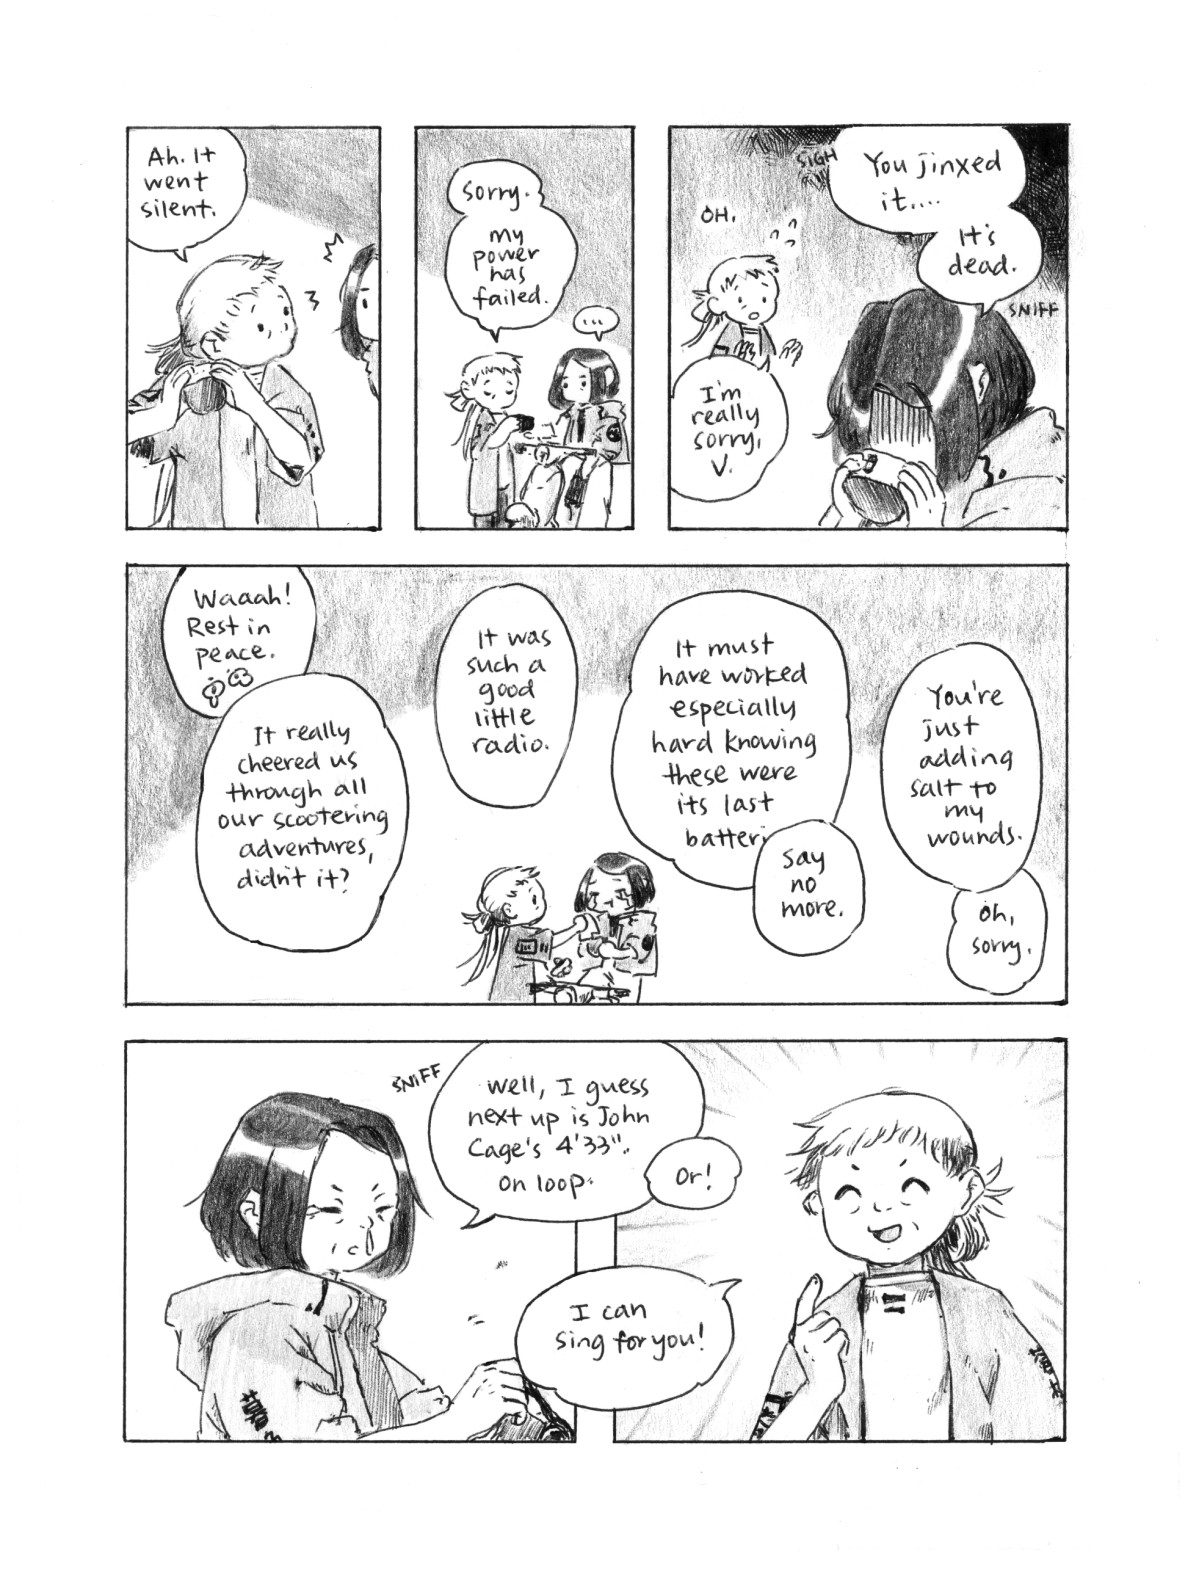 Ah. It
went
silent.
sorry.
my
power
has
failed.
...
SIGH
You jinxed
it....
It's
dead.
SNIFF
OH.
I'm
really
sorry,
V.
Waaah!
Rest in
peace.
It really
cheered us
through all
our scootering
adventures,
didn't it?
It was
such a
good
little
radio.
It must
have worked
especially
hard knowing
these were
its last
batteri
say
no
more.
You're
just
adding
salt to
my
wounds.
Oh,
sorry.
SNIFF
Well, I guess
next up is John
Cage's 4'33"..
on loop.
Or!
I can
sing for you!